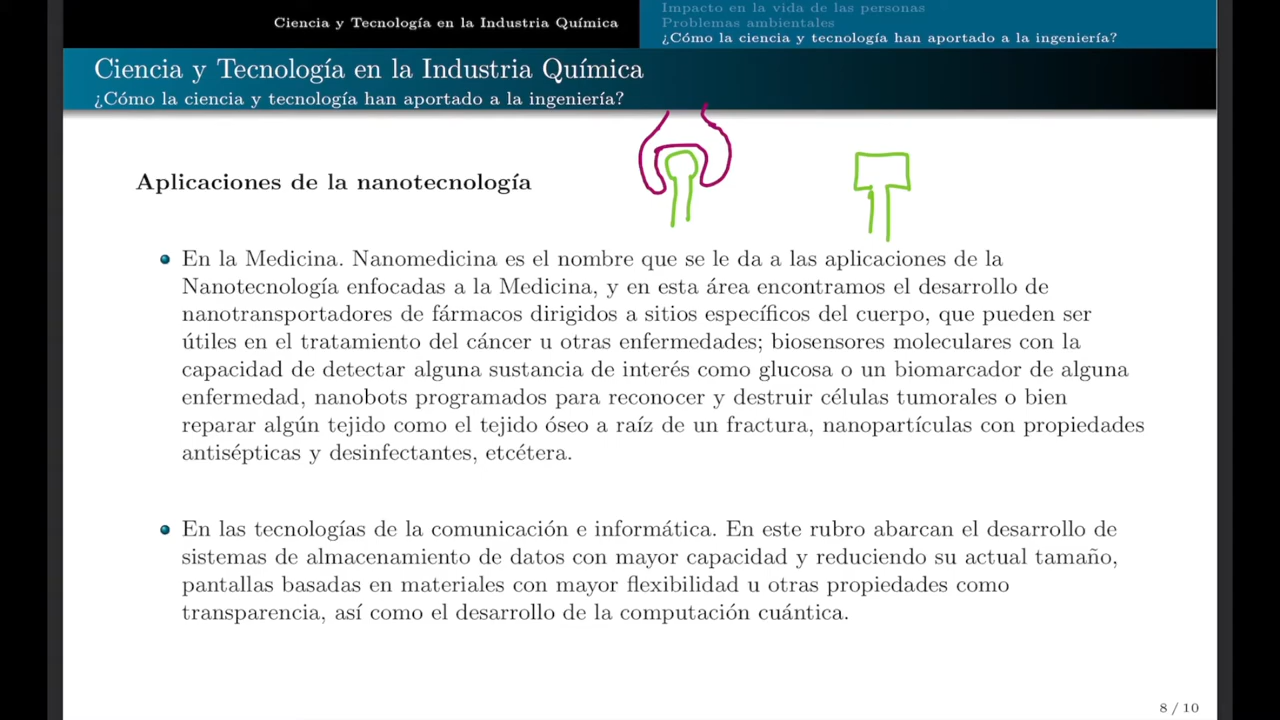 Ciencia y Tecnología en la Industria Química
Impacto en la vida de las personas
Problemas ambientales
¿Cómo la ciencia y tecnología han aportado a la ingeniería?
Ciencia y Tecnología en la Industria Química
¿Cómo la ciencia y tecnología han aportado a la ingeniería?
Aplicaciones de la nanotecnología
En la Medicina. Nanomedicina es el nombre que se le da a las aplicaciones de la
Nanotecnología enfocadas a la Medicina, y en esta área encontramos el desarrollo de
nanotransportadores de fármacos dirigidos a sitios específicos del cuerpo, que pueden ser
útiles en el tratamiento del cáncer u otras enfermedades; biosensores moleculares con la
capacidad de detectar alguna sustancia de interés como glucosa o un biomarcador de alguna
enfermedad, nanobots programados para reconocer y destruir células tumorales o bien
reparar algún tejido como el tejido óseo a raíz de un fractura, nanopartículas con propiedades
antisépticas y desinfectantes, etcétera.
En las tecnologías de la comunicación e informática. En este rubro abarcan el desarrollo de
sistemas de almacenamiento de datos con mayor capacidad y reduciendo su actual tamaño,
pantallas basadas en materiales con mayor flexibilidad u otras propiedades como
transparencia, así como el desarrollo de la computación cuántica.
8 / 10